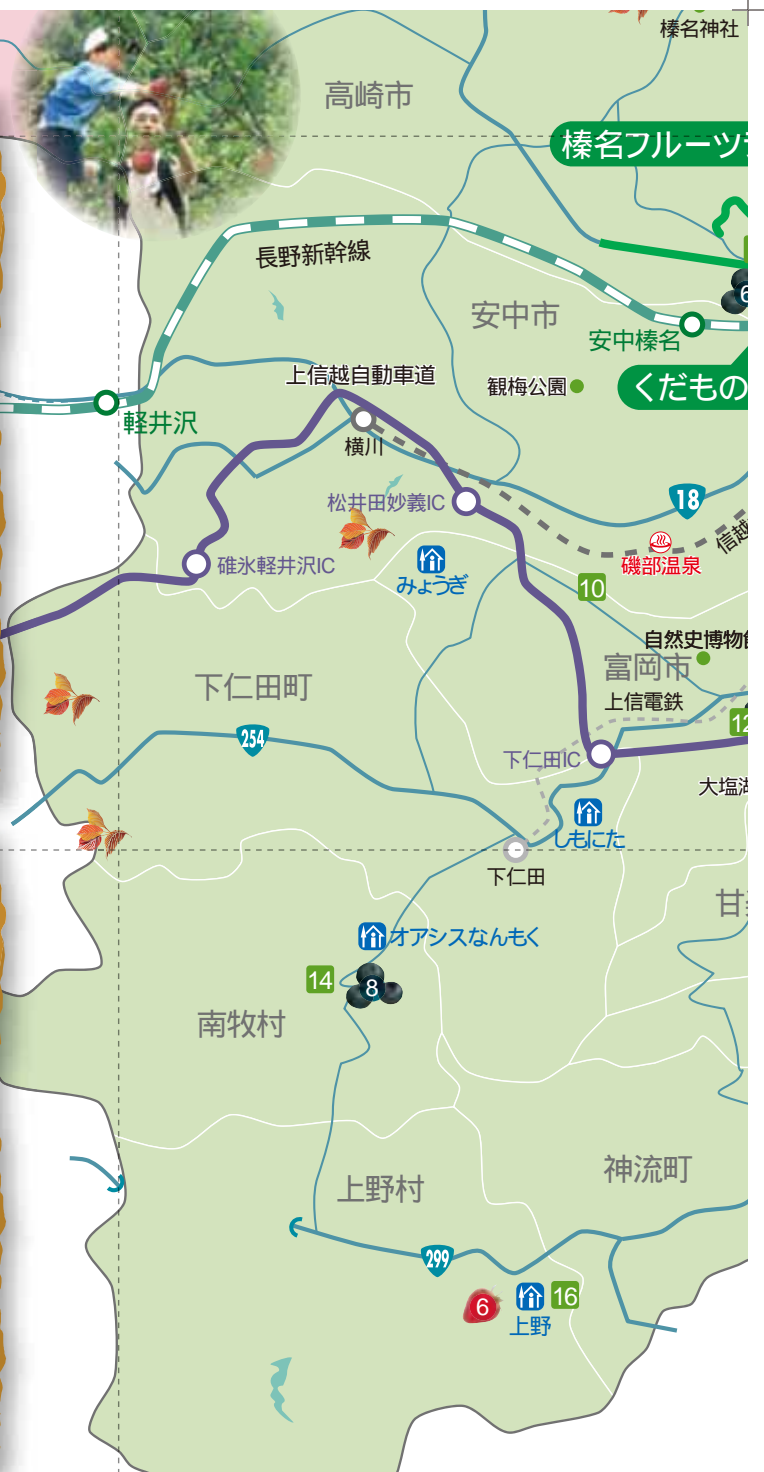 榛名神社
高崎市
榛名フルーツ
長野新幹線
安中市
6
安中榛名
上信越自動車道
観梅公園
くだもの
軽井沢
横川
松井田妙義IC
18
信越
碓氷軽井沢IC
みょうぎ
磯部温泉
10
自然史博物館
富岡市
下仁田町
上信電鉄
254
12
下仁田IC
大塩湖
しもにた
下仁田
甘
オアシスなんもく
14
8
南牧村
神流町
上野村
299
6
16
上野